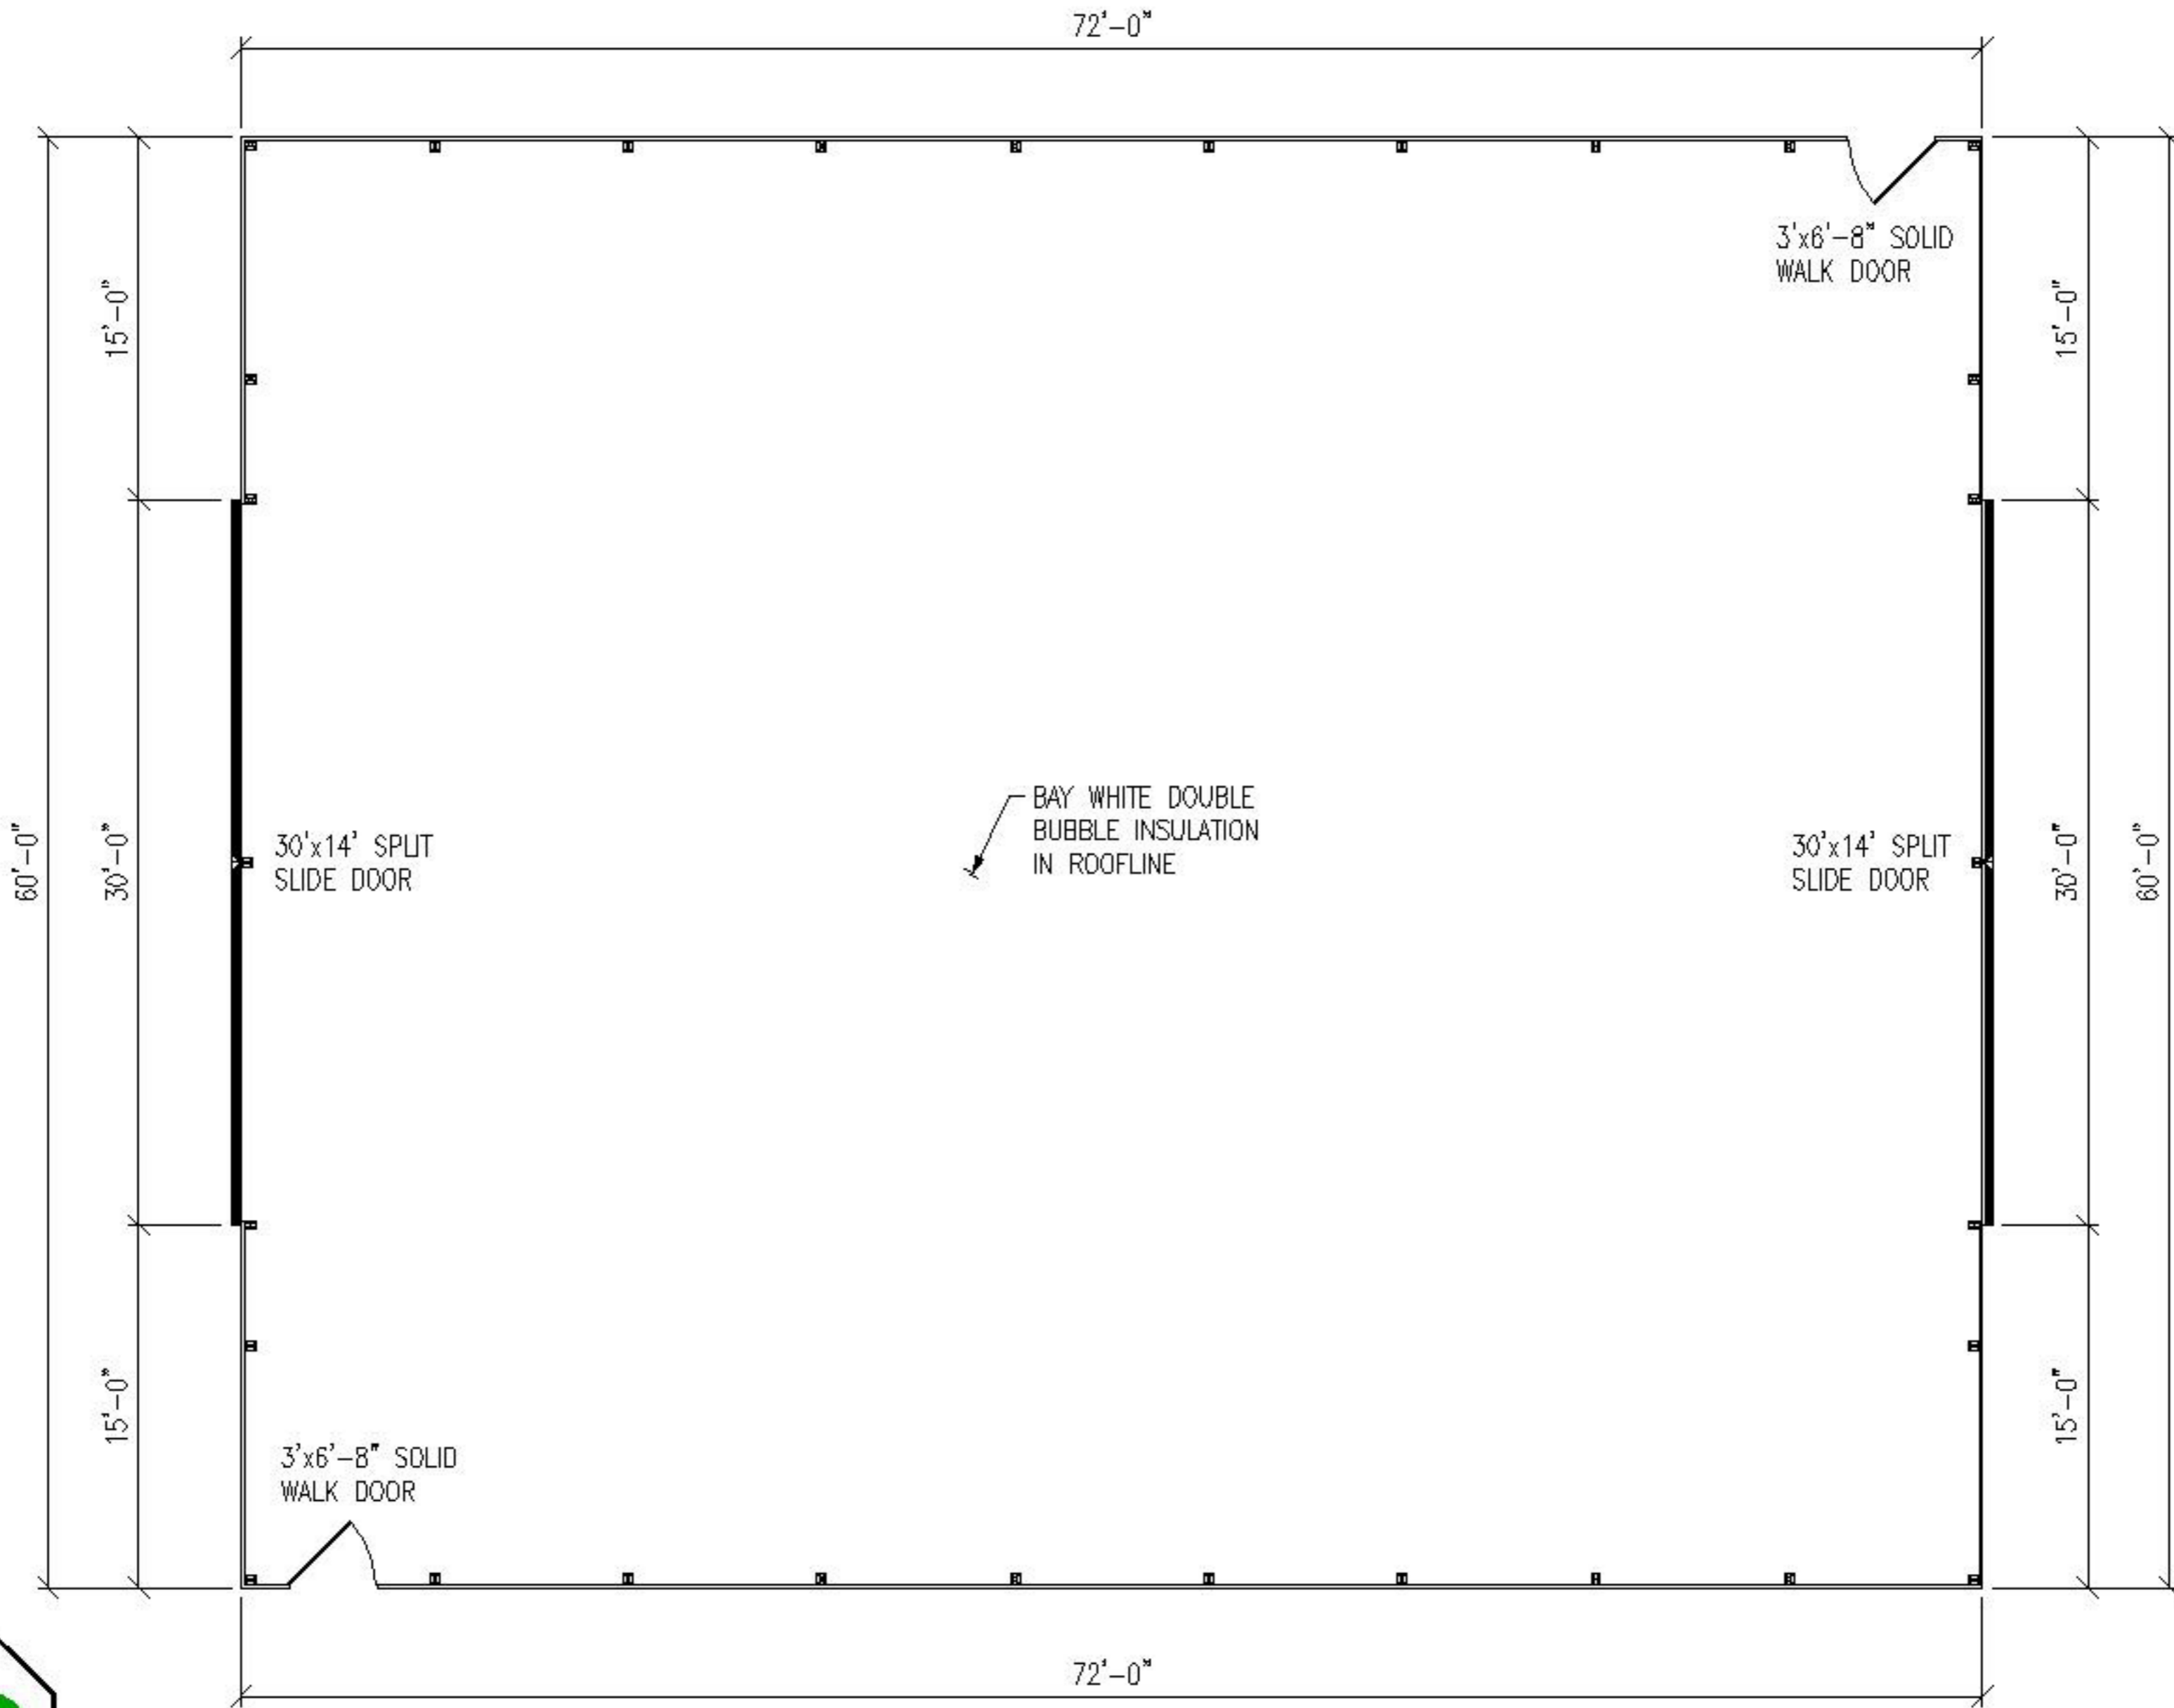 72'-0"
3'x6'-8" SOLID
WALK DOOR
15'-0"
15'-0"
60'-0"
30'-0"
30'x14' SPLIT
SLIDE DOOR
BAY WHITE DOUBLE
BUBBLE INSULATION
IN ROOFLINE
30'x14' SPLIT
SLIDE DOOR
30'-0"
60'-0"
15'-0"
3'x6'-8" SOLID
WALK DOOR
15'-0"
72'-0"